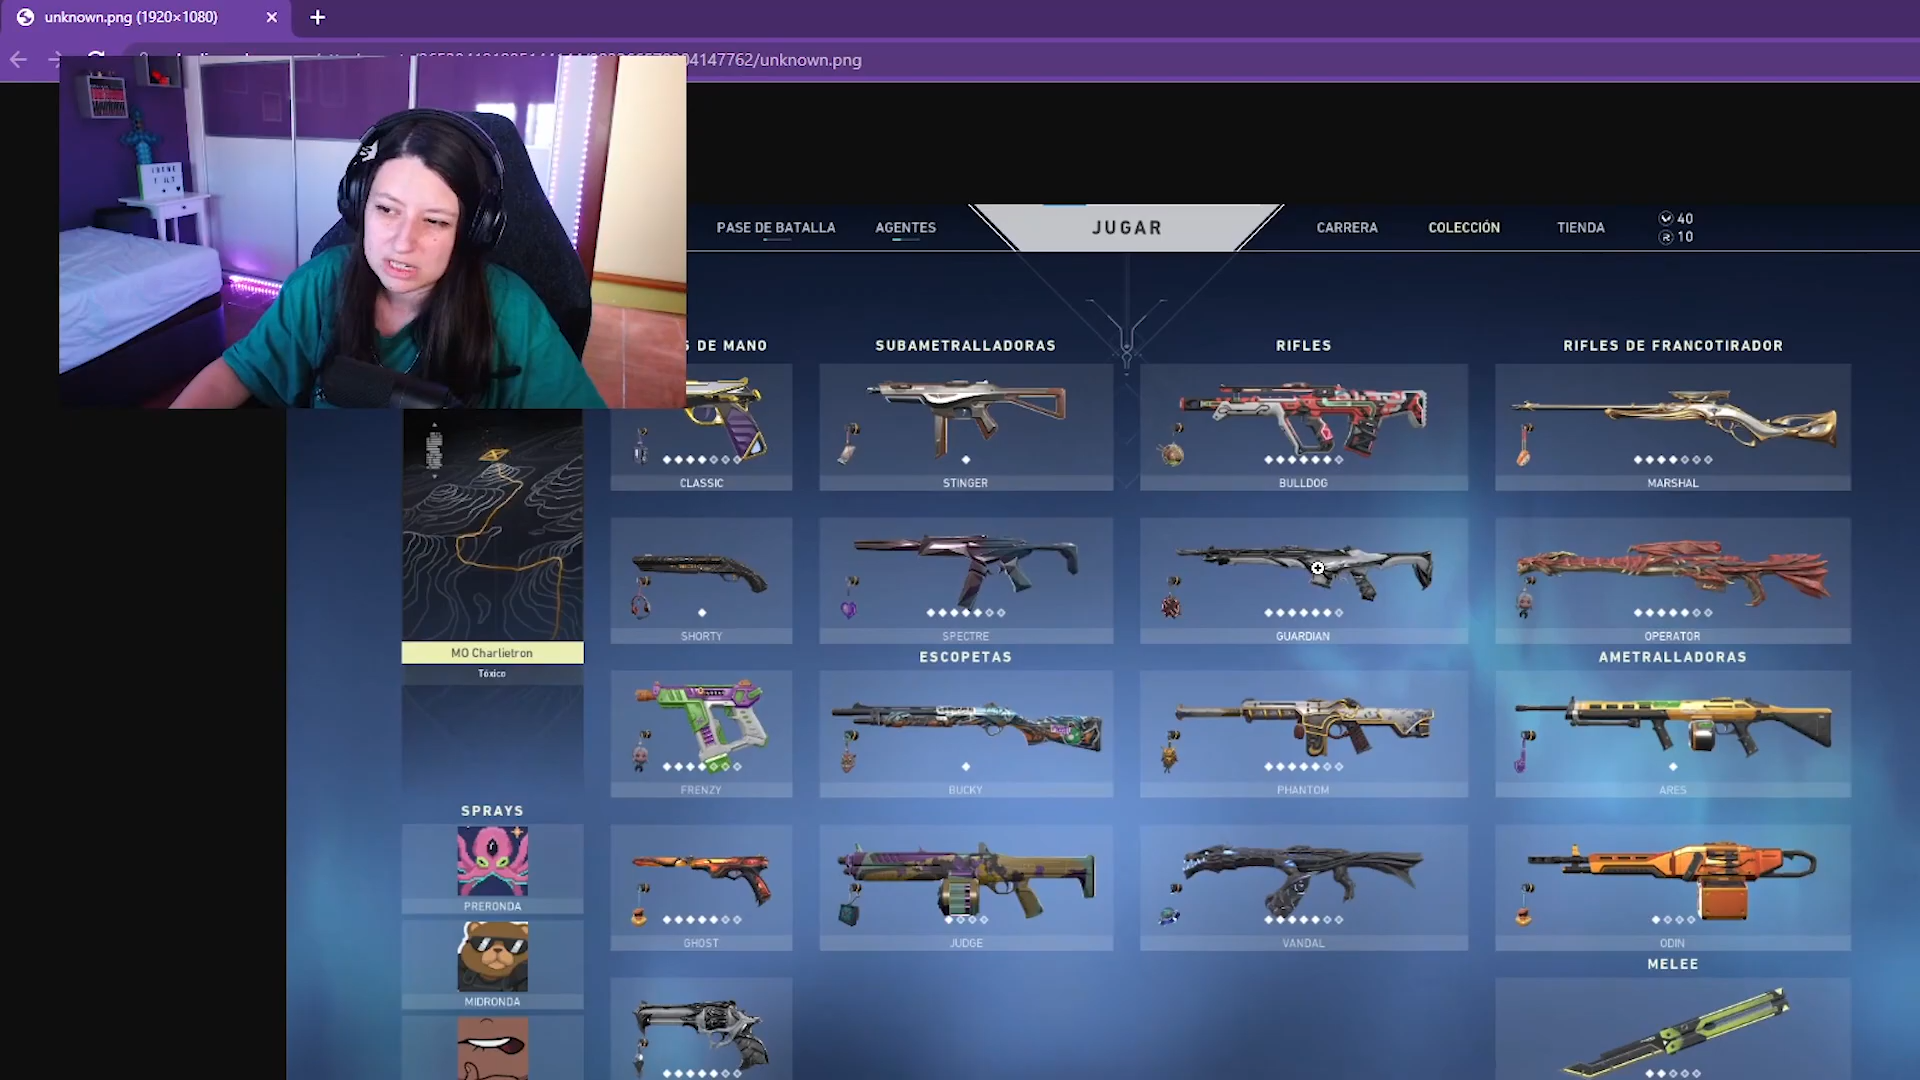 unknown.png (1920×1080)
04147762/unknown.png
PASE DE BATALLA
AGENTES
JUGAR
CARRERA
COLECCIÓN
TIENDA
40
10
S DE MANO
SUBAMETRALLADORAS
RIFLES
RIFLES DE FRANCOTIRADOR
CLASSIC
STINGER
BULLDOG
MARSHAL
SHORTY
SPECTRE
GUARDIAN
OPERATOR
MO Charlietron
Tóxico
ESCOPETAS
AMETRALLADORAS
FRENZY
BUCKY
PHANTOM
ARES
SPRAYS
PRERONDA
GHOST
JUDGE
VANDAL
ODIN
MELEE
MIDRONDA